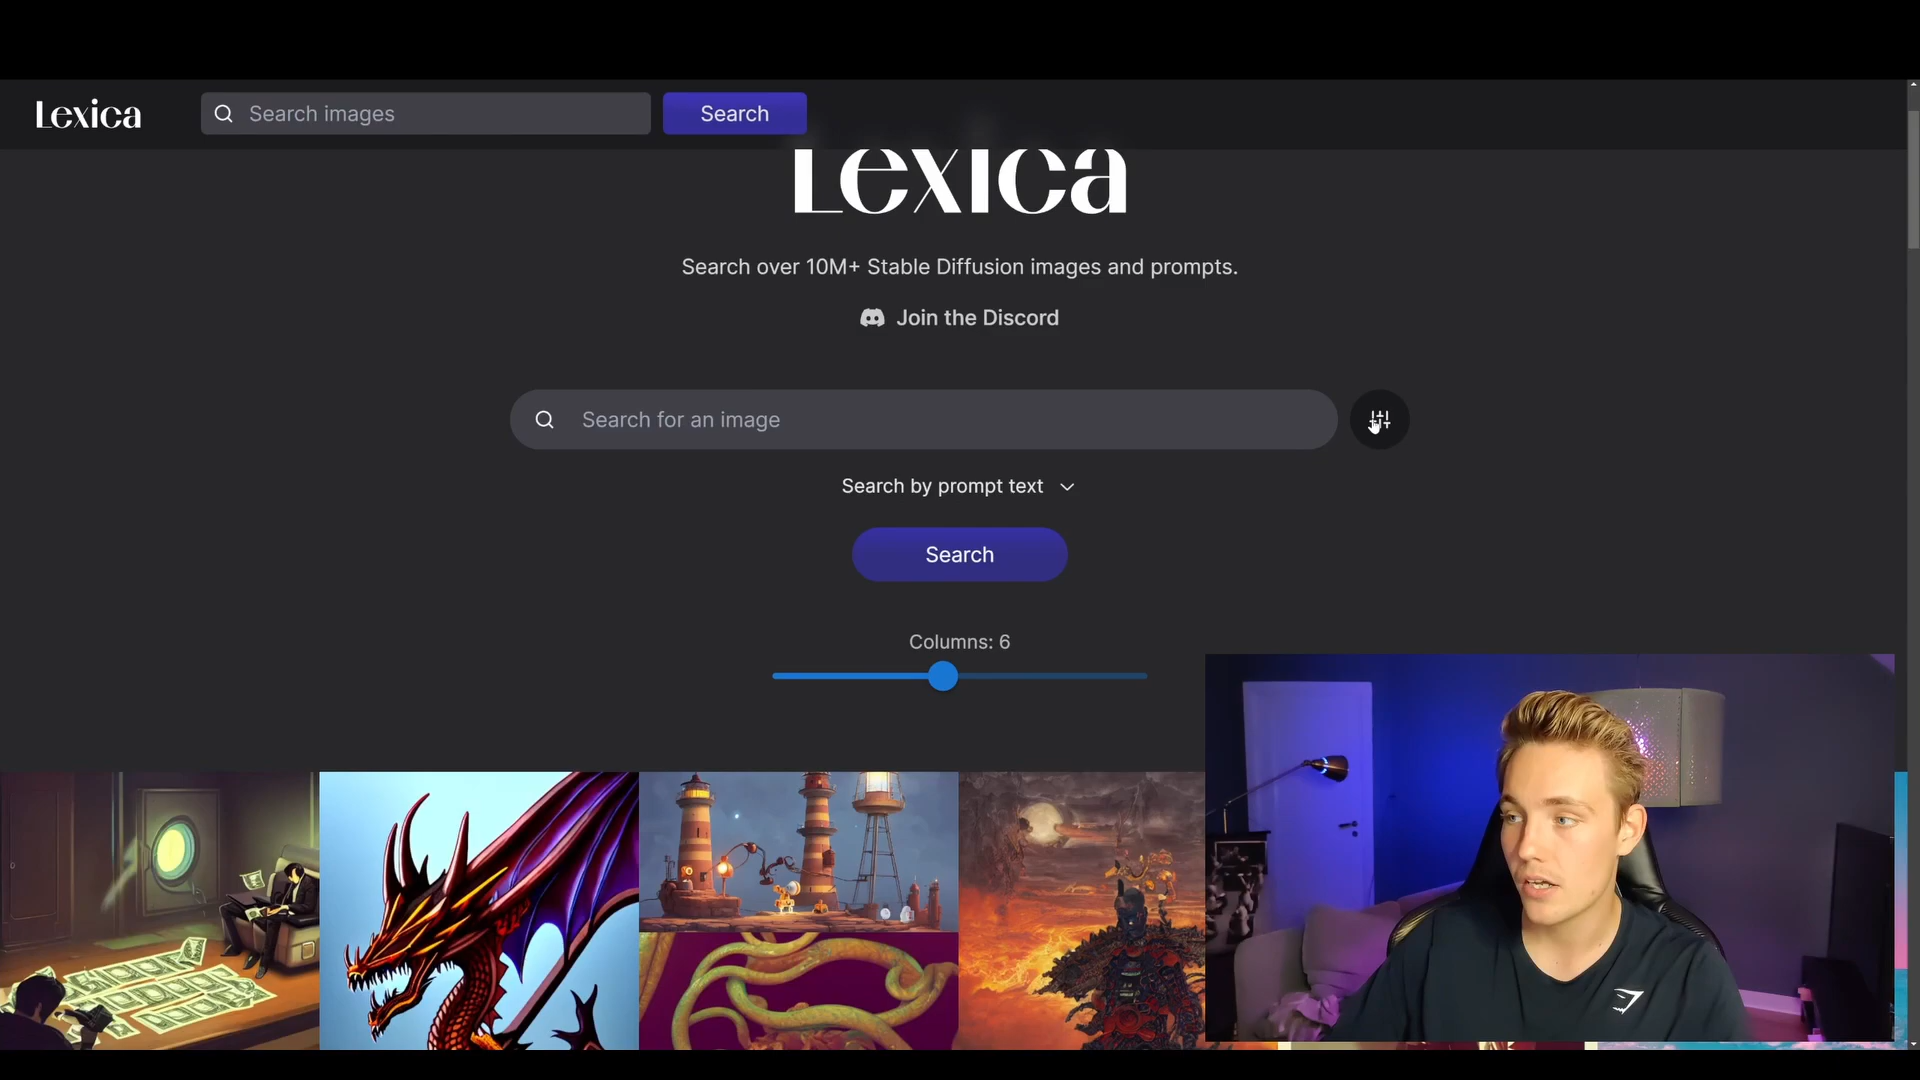 Lexica
Search images
Search
Lexica
Search over 10M+ Stable Diffusion images and prompts.
Join the Discord
Search for an image
Search by prompt text
Search
Columns: 6